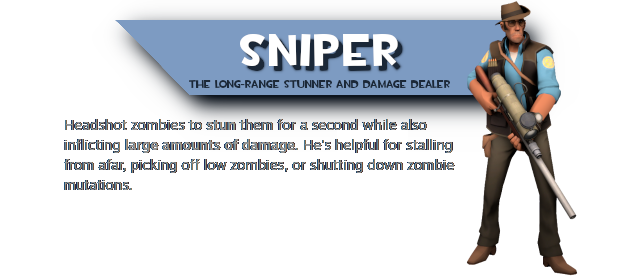 SNIPER
THE LONG-RANGE STUNNER AND DAMAGE DEALER
Headshot zombies to stun them for a second while also
inflicting large amounts of damage. He's helpful for stalling
from afar, picking off low zombies, or shutting down zombie
mutations.